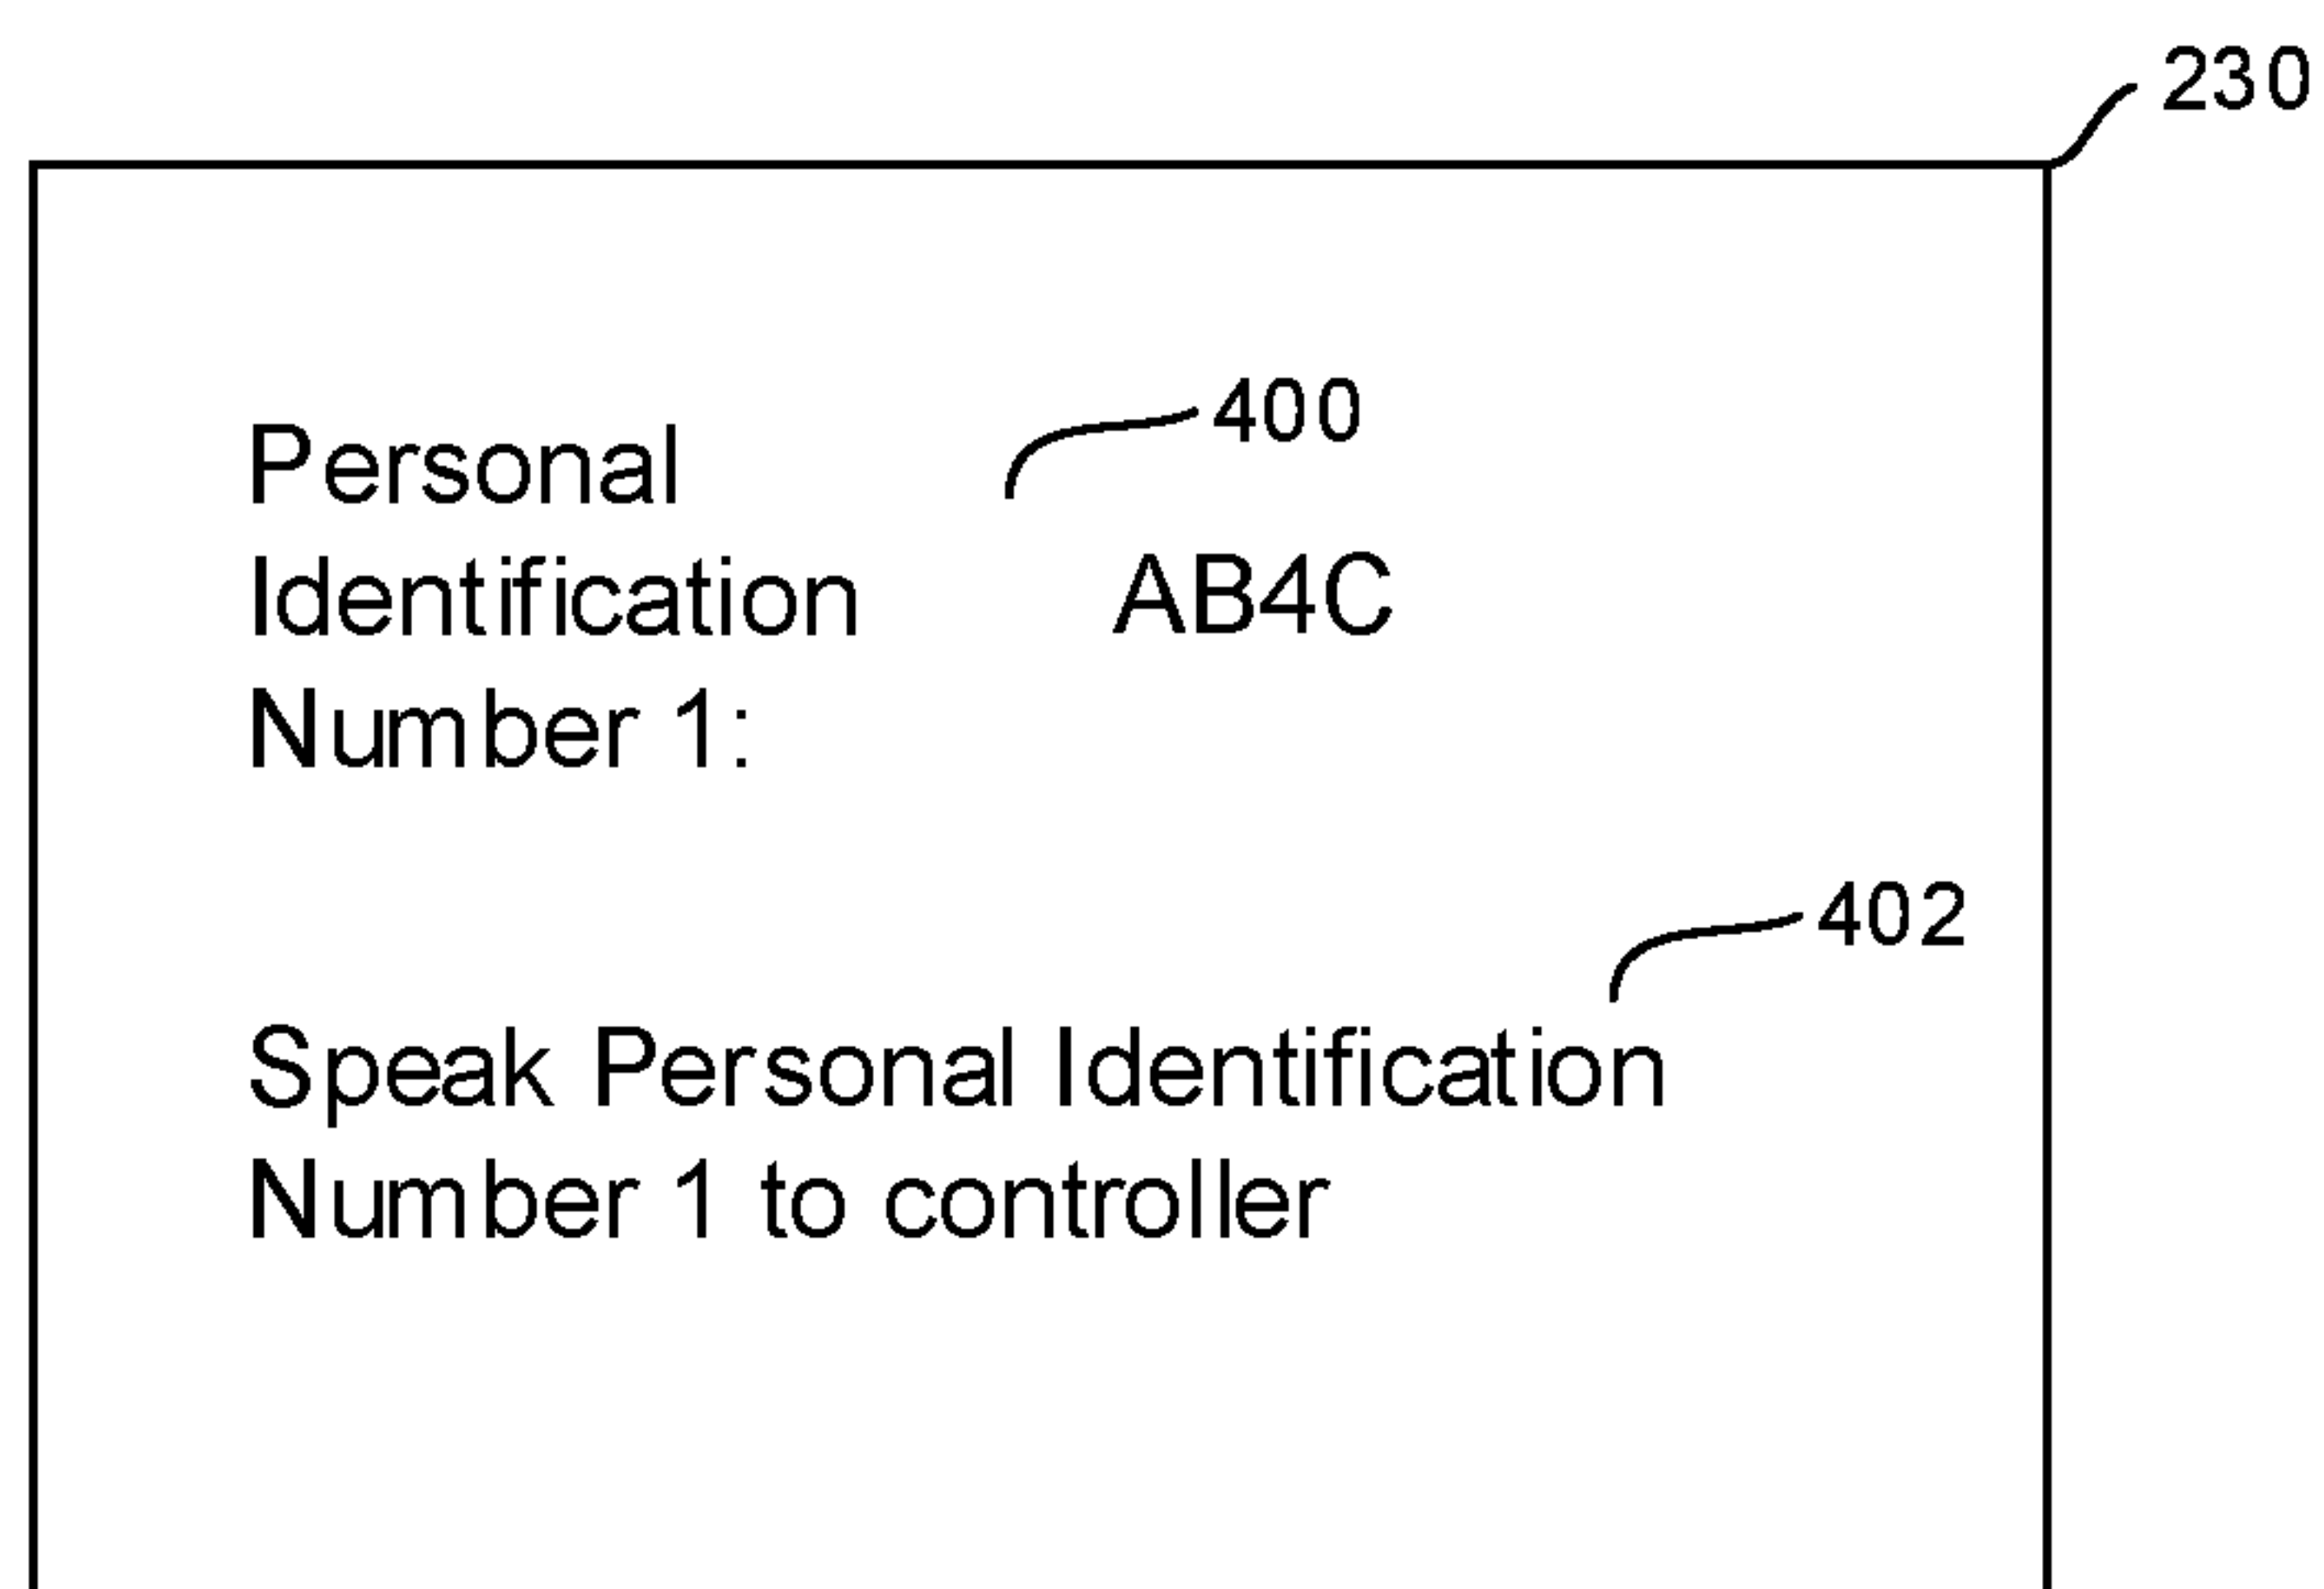 230
400
Personal
Identification AB4C
Number 1:
402
Speak Personal Identification
Number 1 to controller